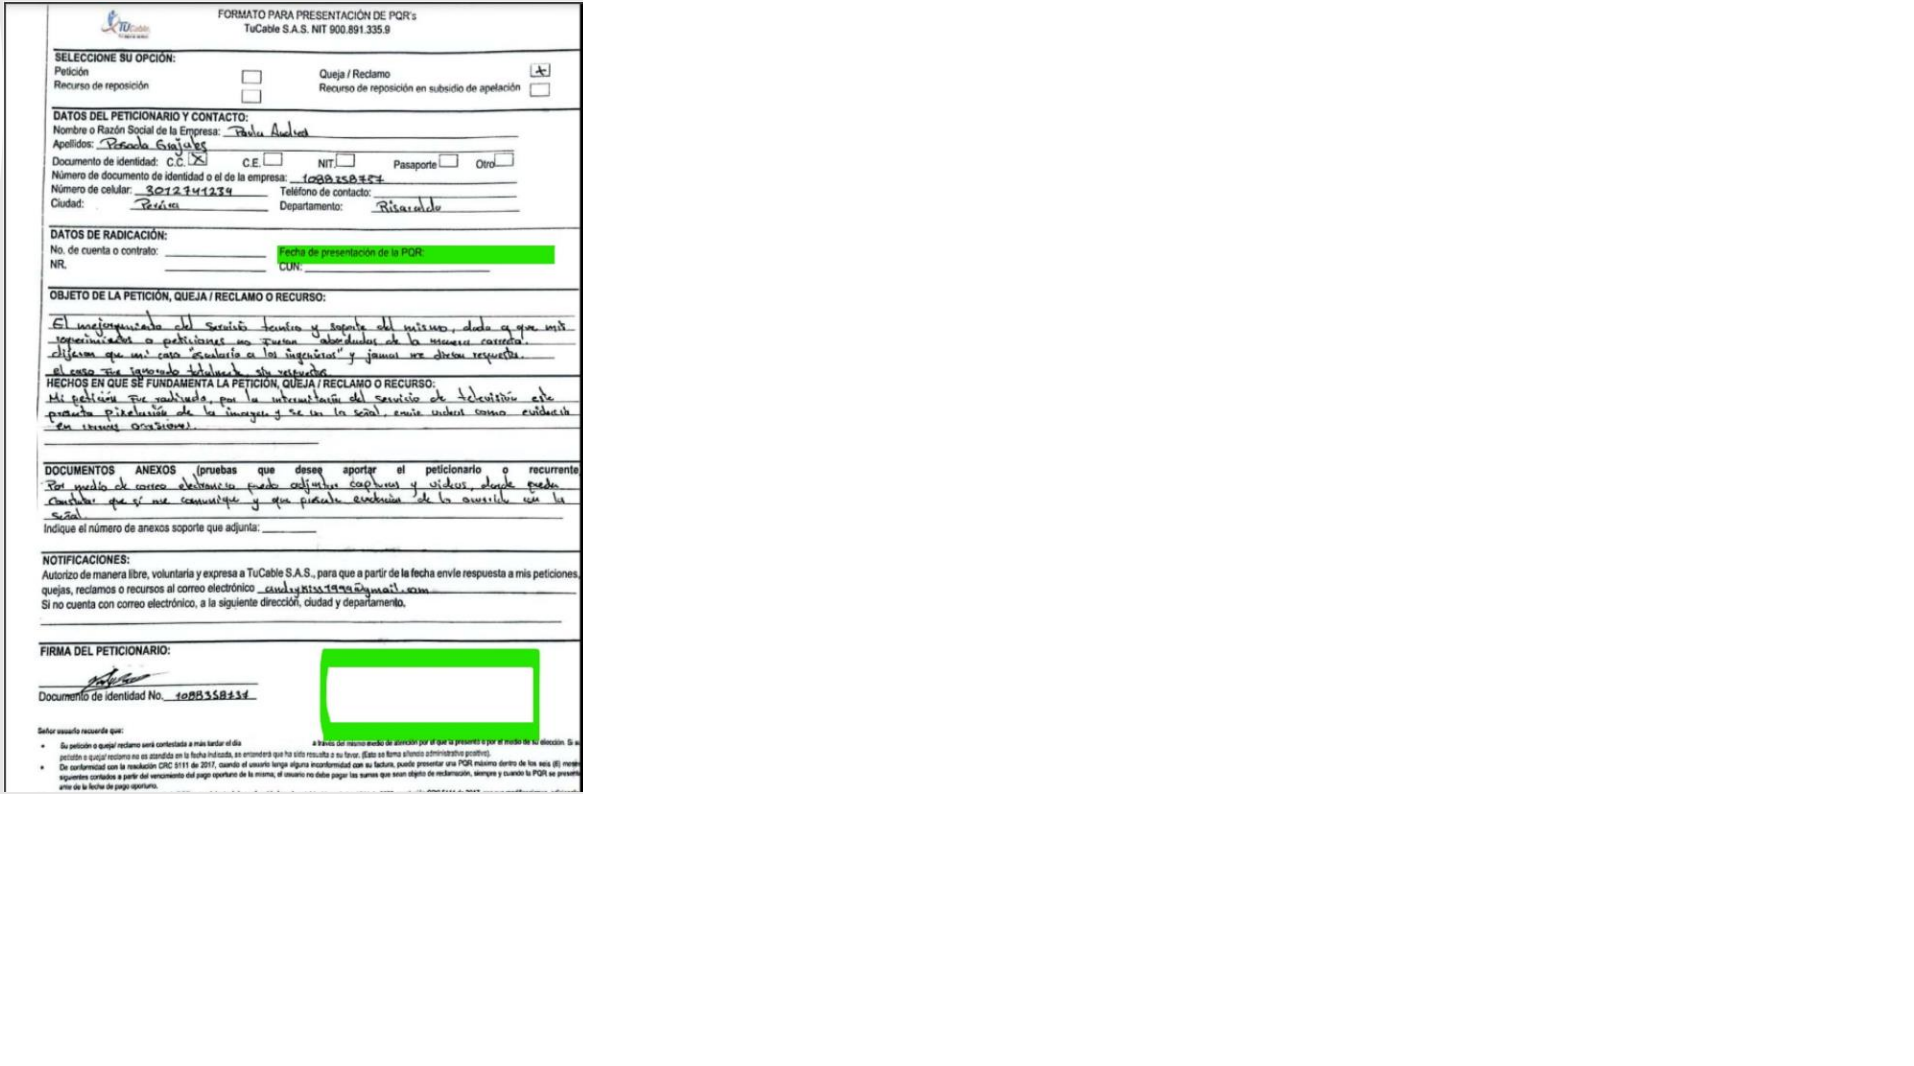 TUCable
FORMATO PARA PRESENTACIÓN DE PQR's
TuCable S.A.S. NIT 900.891.335.9
SELECCIONE SU OPCIÓN:
Petición
Queja / Reclamo
Recurso de reposición
Recurso de reposición en subsidio de apelación
DATOS DEL PETICIONARIO Y CONTACTO:
Nombre o Razón Social de la Empresa: Paula Andrea
Apellidos: Posada Grajales
Documento de identidad: C.C. X C.E. NIT. Pasaporte Otro
Número de documento de identidad o el de la empresa:
Número de celular: 3012741234 Teléfono de contacto:
Ciudad: Pereira Departamento: Risaralda
DATOS DE RADICACIÓN:
No. de cuenta o contrato: Fecha de presentación de la PQR:
NR. CUN:
OBJETO DE LA PETICIÓN, QUEJA / RECLAMO O RECURSO:
El mejoramiento del servicio tecnico y soporte del mismo, dado a que mis
requerimientos o peticiones no fueron abordadas de la manera correcta.
dijeron que mi caso "escalaria a los ingenieros" y jamas me dieron respuesta.
el caso fue ignorado totalmente, sin respuestas.
HECHOS EN QUE SE FUNDAMENTA LA PETICIÓN, QUEJA / RECLAMO O RECURSO:
Mi petición fue radicada, por la intermitencia del servicio de televisión este
presenta pixelación de la imagen y se va la señal, envie videos como evidencia
en ocasiones.
DOCUMENTOS ANEXOS (pruebas que desee aportar el peticionario o recurrente
Por medio de correo electronico puedo adjuntar capturas y videos, donde puedo
constatar que si me comunique y que presente evidencia de lo en la
señal.
Indique el número de anexos soporte que adjunta:
NOTIFICACIONES:
Autorizo de manera libre, voluntaria y expresa a TuCable S.A.S., para que a partir de la fecha envíe respuesta a mis peticiones,
quejas, reclamos o recursos al correo electrónico
Si no cuenta con correo electrónico, a la siguiente dirección, ciudad y departamento.
FIRMA DEL PETICIONARIO:
Documento de identidad No.
Señor usuario recuerde que:
• Su petición o queja/ reclamo será contestada a más tardar el día a través del mismo medio de atención por el que la presentó o por el medio de su elección. Si su
petición o queja/ reclamo no es atendida en la fecha indicada, se entenderá que ha sido resuelta a su favor. (Esto se llama silencio administrativo positivo).
• De conformidad con la resolución CRC 5111 de 2017, cuando el usuario tenga alguna inconformidad con su factura, puede presentar una PQR máximo dentro de los seis (6) meses
siguientes contados a partir del vencimiento del pago oportuno de la misma; el usuario no debe pagar las sumas que sean objeto de reclamación, siempre y cuando la PQR se presente
ante de la fecha de pago oportuno.